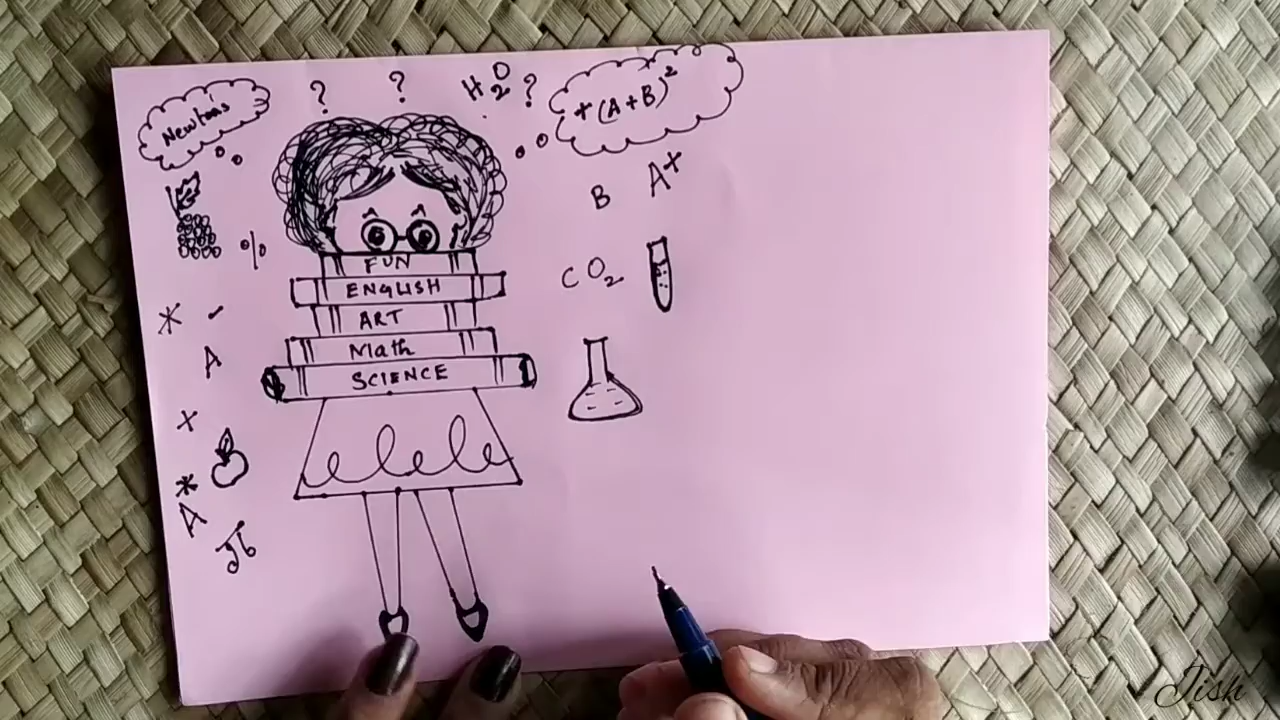 ? ? H2O ?
Newtons
+(A+B)²
B A+
%
FUN
CO2
ENGLISH
*
ART
A
Math
SCIENCE
x
*
A
π
Jish